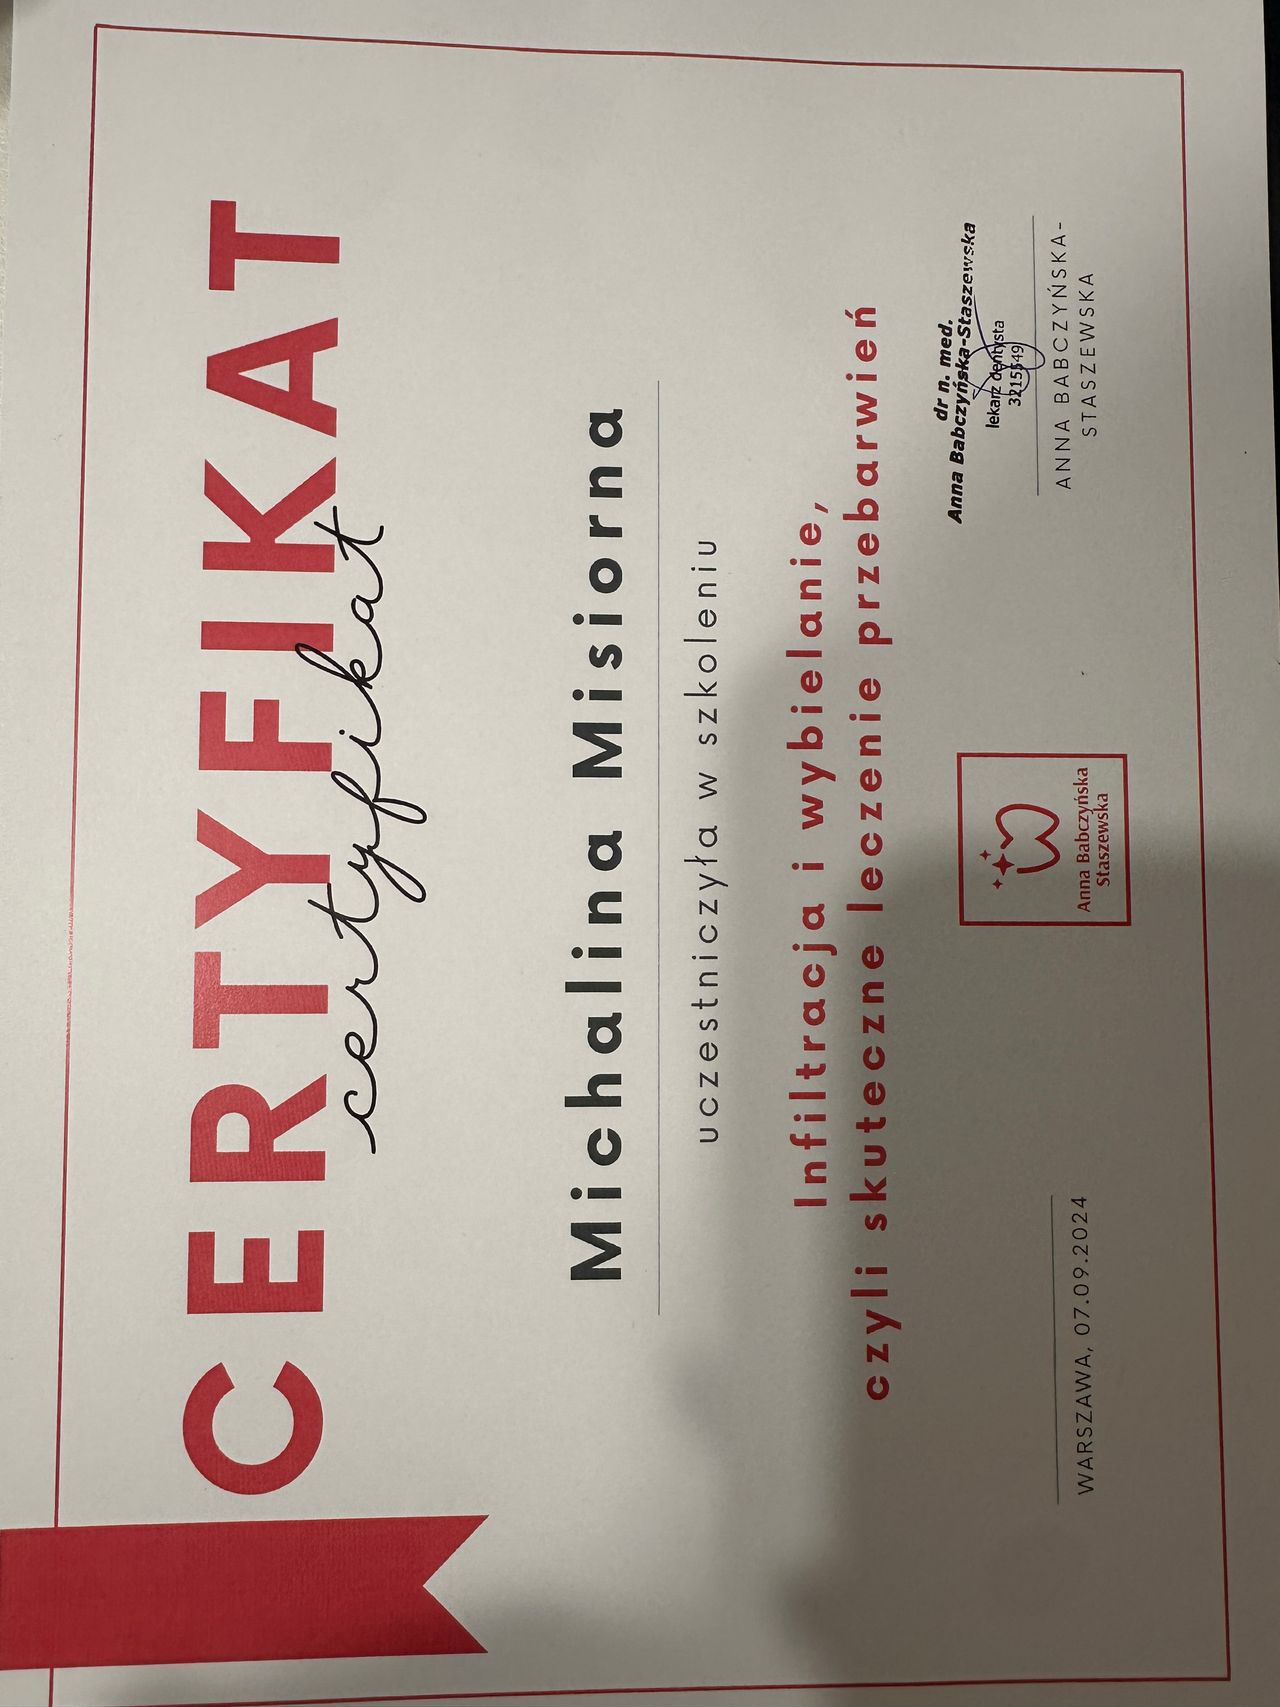 CERTYFIKAT
certyfikat
Michalina Misiorna
uczestniczyła w szkoleniu
Infiltracja i wybielanie,
czyli skuteczne leczenie przebarwień
WARSZAWA, 07.09.2024
Anna Babczyńska
Staszewska
dr n. med.
Anna Babczyńska-Staszewska
lekarz dentysta
3215549
ANNA BABCZYŃSKA-
STASZEWSKA